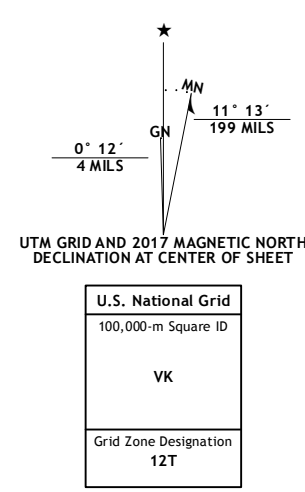 ★
MN
GN
11° 13´
199 MILS
0° 12´
4 MILS
UTM GRID AND 2017 MAGNETIC NORTH
DECLINATION AT CENTER OF SHEET
U.S. National Grid
100,000-m Square ID
VK
Grid Zone Designation
12T